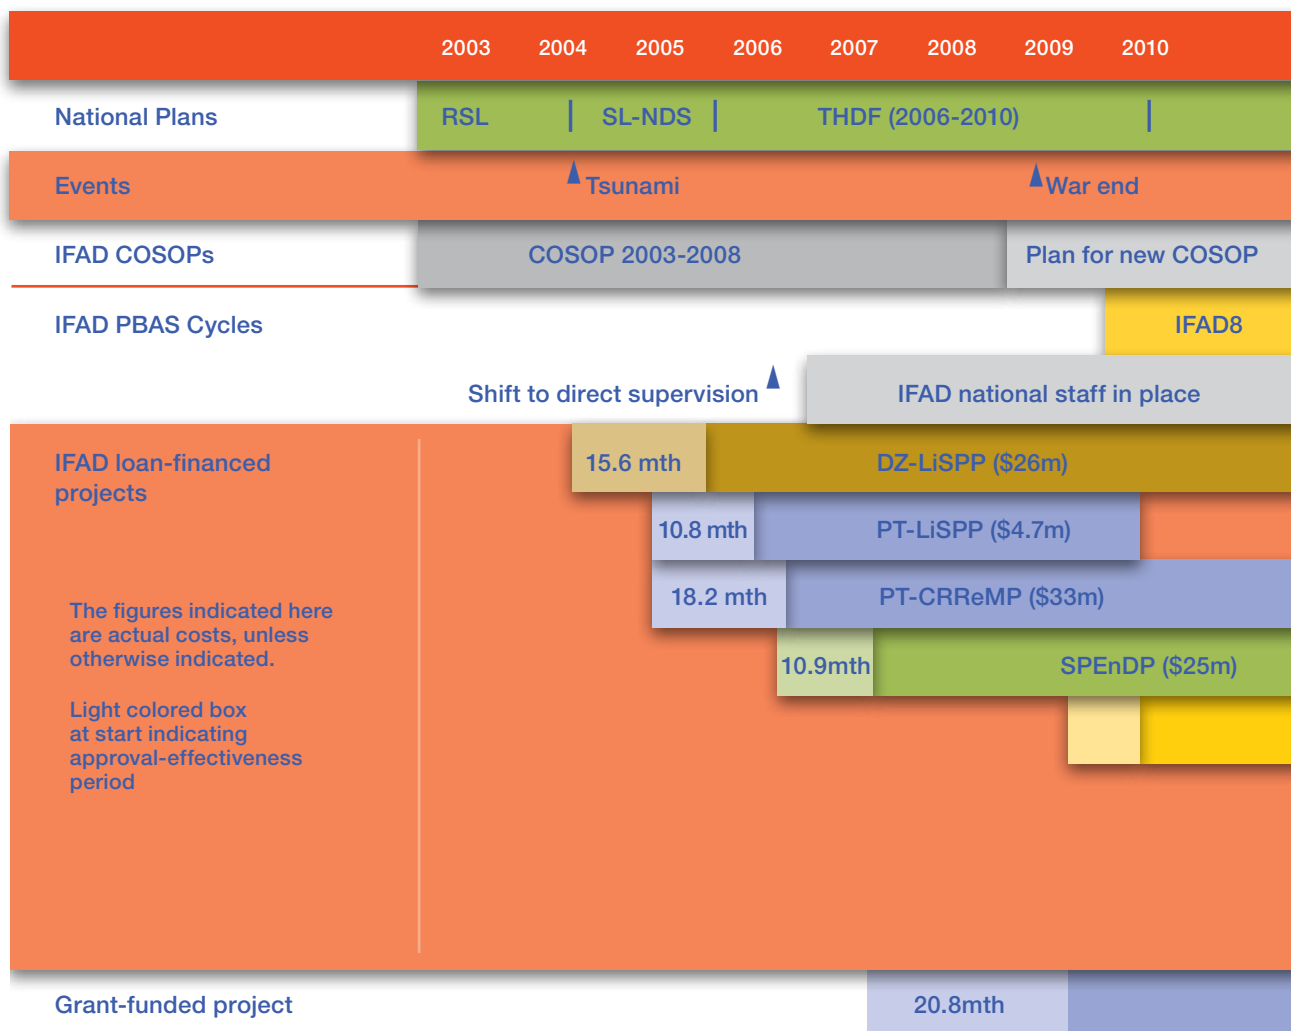 2003 2004 2005 2006 2007 2008 2009 2010
National Plans RSL SL-NDS THDF (2006-2010)
Events Tsunami War end
IFAD COSOPs COSOP 2003-2008 Plan for new COSOP
IFAD PBAS Cycles IFAD8
Shift to direct supervision IFAD national staff in place
IFAD loan-financed
projects
15.6 mth DZ-LiSPP ($26m)
10.8 mth PT-LiSPP ($4.7m)
18.2 mth PT-CRReMP ($33m)
10.9mth SPEnDP ($25m)
The figures indicated here
are actual costs, unless
otherwise indicated.
Light colored box
at start indicating
approval-effectiveness
period
Grant-funded project 20.8mth